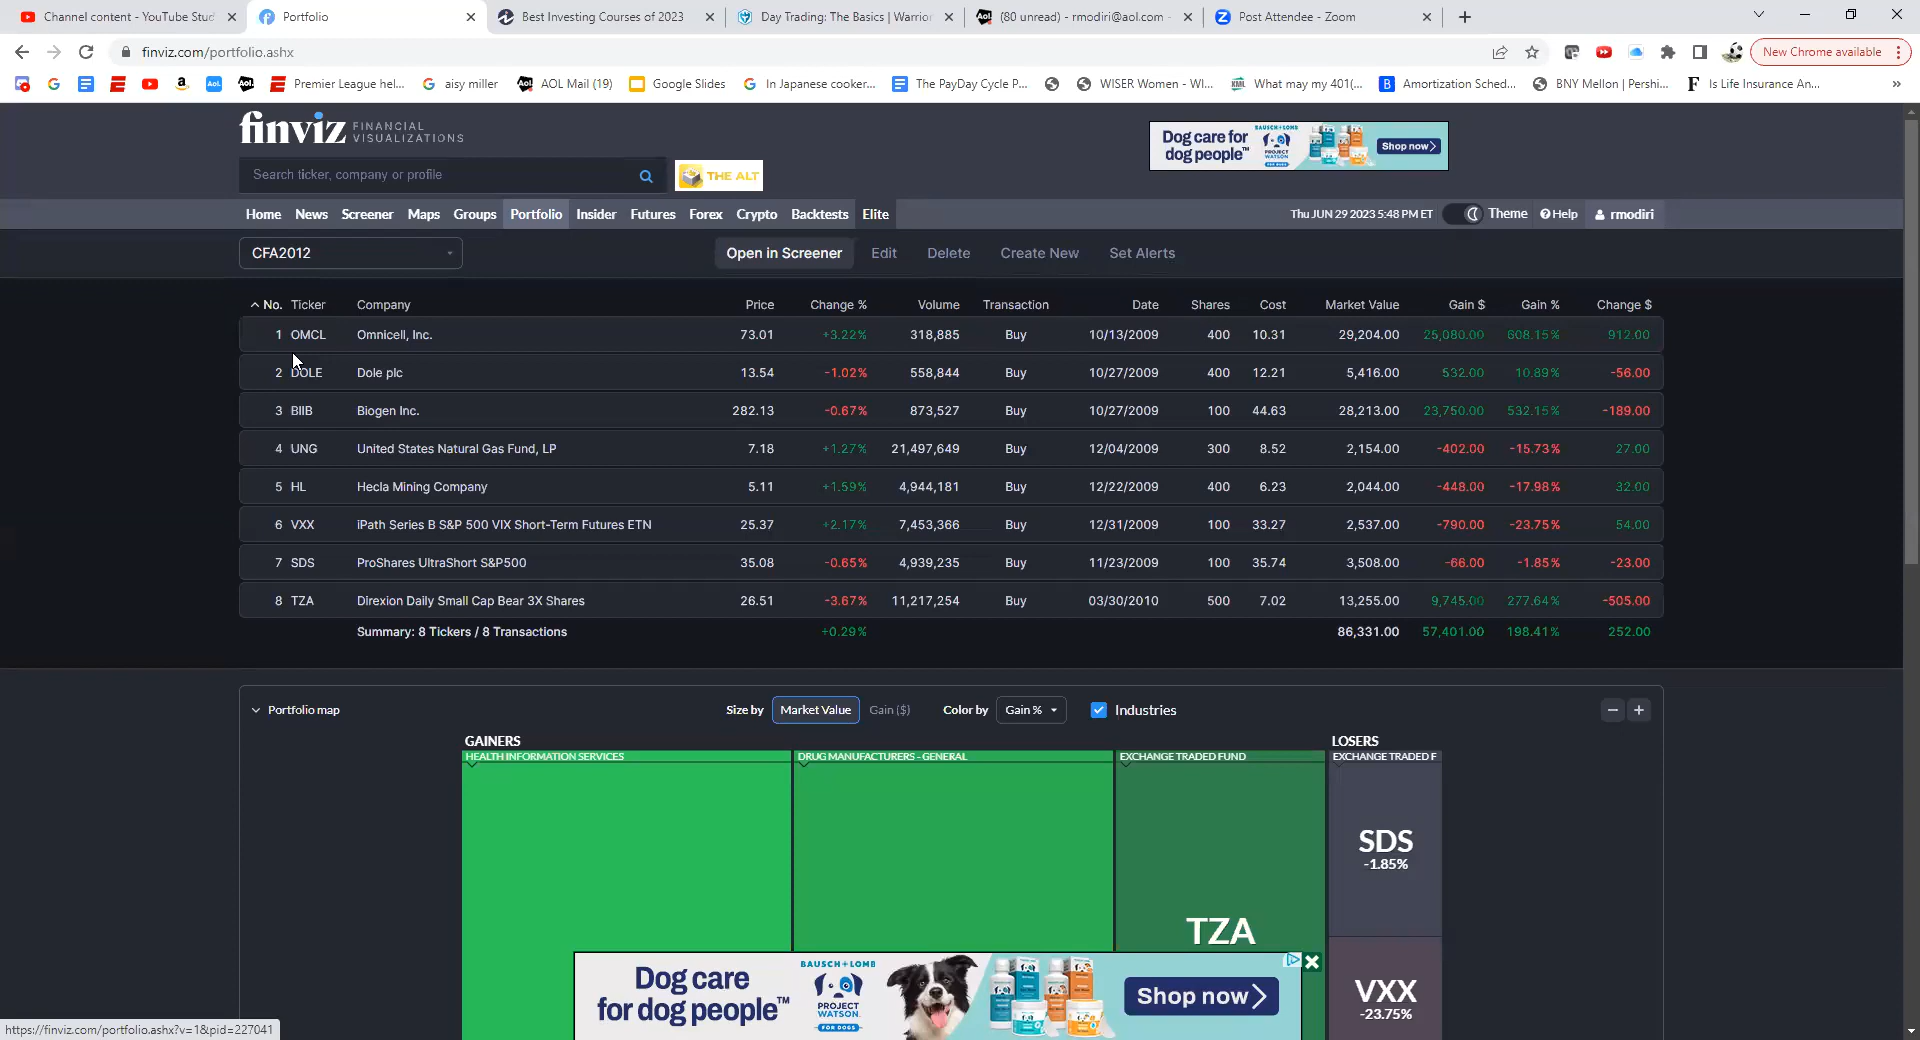 Channel content - YouTube Stud
Portfolio
Best Investing Courses of 2023
Day Trading: The Basics | Warrior
(80 unread) - rmodiri@aol.com -
Post Attendee - Zoom
finviz.com/portfolio.ashx
New Chrome available
Premier League hel...
aisy miller
AOL Mail (19)
Google Slides
In Japanese cooker...
The PayDay Cycle P...
WISER Women - WI...
What may my 401(...
Amortization Sched...
BNY Mellon | Pershi...
Is Life Insurance An...
finviz FINANCIAL VISUALIZATIONS
Dog care for dog people™ BAUSCH+LOMB PROJECT WATSON Shop now
Search ticker, company or profile
THE ALT
Home News Screener Maps Groups Portfolio Insider Futures Forex Crypto Backtests Elite
Thu JUN 29 2023 5:48 PM ET Theme Help rmodiri
CFA2012
Open in Screener Edit Delete Create New Set Alerts
No. Ticker Company Price Change % Volume Transaction Date Shares Cost Market Value Gain $ Gain % Change $
1 OMCL Omnicell, Inc. 73.01 +3.22% 318,885 Buy 10/13/2009 400 10.31 29,204.00 25,080.00 608.15% 912.00
2 DOLE Dole plc 13.54 -1.02% 558,844 Buy 10/27/2009 400 12.21 5,416.00 532.00 10.89% -56.00
3 BIIB Biogen Inc. 282.13 -0.67% 873,527 Buy 10/27/2009 100 44.63 28,213.00 23,750.00 532.15% -189.00
4 UNG United States Natural Gas Fund, LP 7.18 +1.27% 21,497,649 Buy 12/04/2009 300 8.52 2,154.00 -402.00 -15.73% 27.00
5 HL Hecla Mining Company 5.11 +1.59% 4,944,181 Buy 12/22/2009 400 6.23 2,044.00 -448.00 -17.98% 32.00
6 VXX iPath Series B S&P 500 VIX Short-Term Futures ETN 25.37 +2.17% 7,453,366 Buy 12/31/2009 100 33.27 2,537.00 -790.00 -23.75% 54.00
7 SDS ProShares UltraShort S&P500 35.08 -0.65% 4,939,235 Buy 11/23/2009 100 35.74 3,508.00 -66.00 -1.85% -23.00
8 TZA Direxion Daily Small Cap Bear 3X Shares 26.51 -3.67% 11,217,254 Buy 03/30/2010 500 7.02 13,255.00 9,745.00 277.64% -505.00
Summary: 8 Tickers / 8 Transactions +0.29% 86,331.00 57,401.00 198.41% 252.00
Portfolio map
Size by Market Value Gain ($) Color by Gain % Industries
GAINERS
LOSERS
HEALTH INFORMATION SERVICES
DRUG MANUFACTURERS - GENERAL
EXCHANGE TRADED FUND
EXCHANGE TRADED F
SDS
-1.85%
TZA
VXX
-23.75%
Dog care
for dog people™
BAUSCH+LOMB
PROJECT
WATSON
FOR DOGS
Shop now
https://finviz.com/portfolio.ashx?v=1&pid=227041